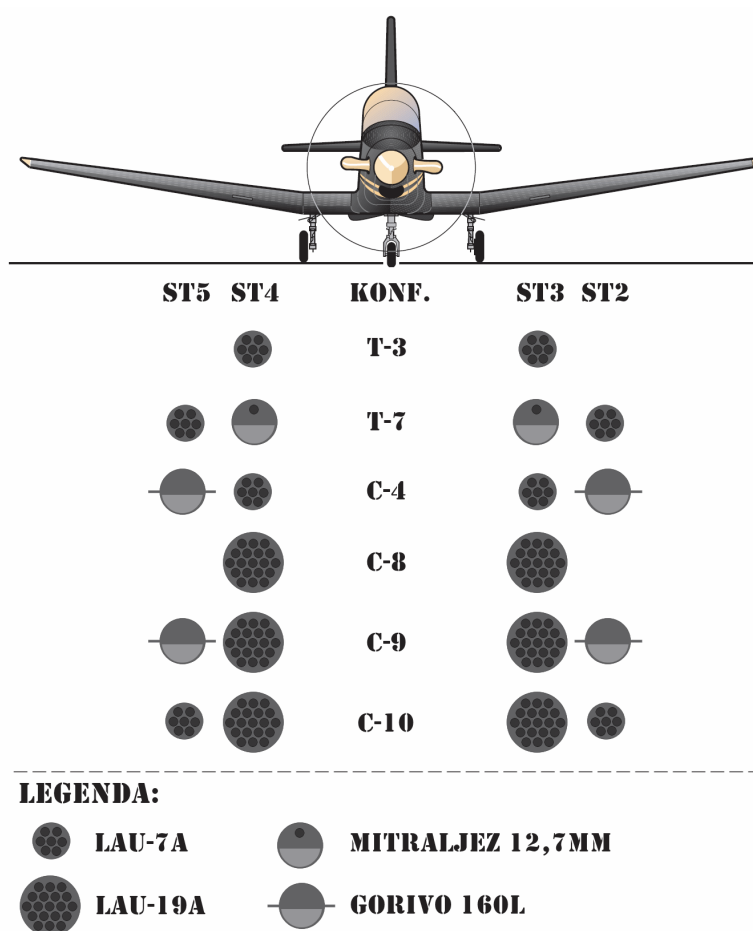 ST5 ST4 KONF. ST3 ST2
T-3
T-7
C-4
C-8
C-9
C-10
LEGENDA:
LAU-7A MITRALJEZ 12,7MM
LAU-19A GORIVO 160L